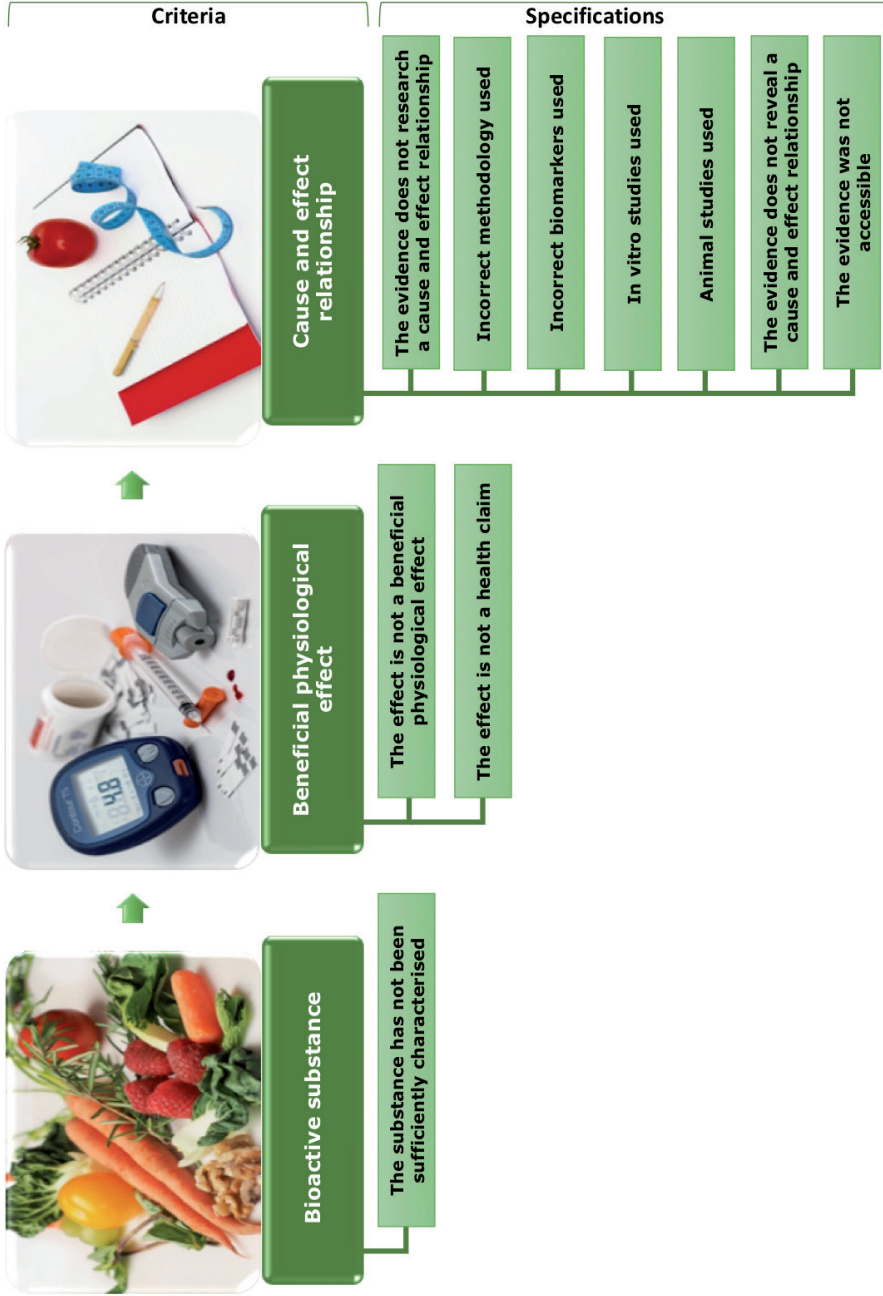 Criteria
Specifications
Bioactive substance
The substance has not been
sufficiently characterised
Beneficial physiological
effect
The effect is not a beneficial
physiological effect
The effect is not a health claim
Cause and effect
relationship
The evidence does not research
a cause and effect relationship
Incorrect methodology used
Incorrect biomarkers used
In vitro studies used
Animal studies used
The evidence does not reveal a
cause and effect relationship
The evidence was not
accessible
Contour TS